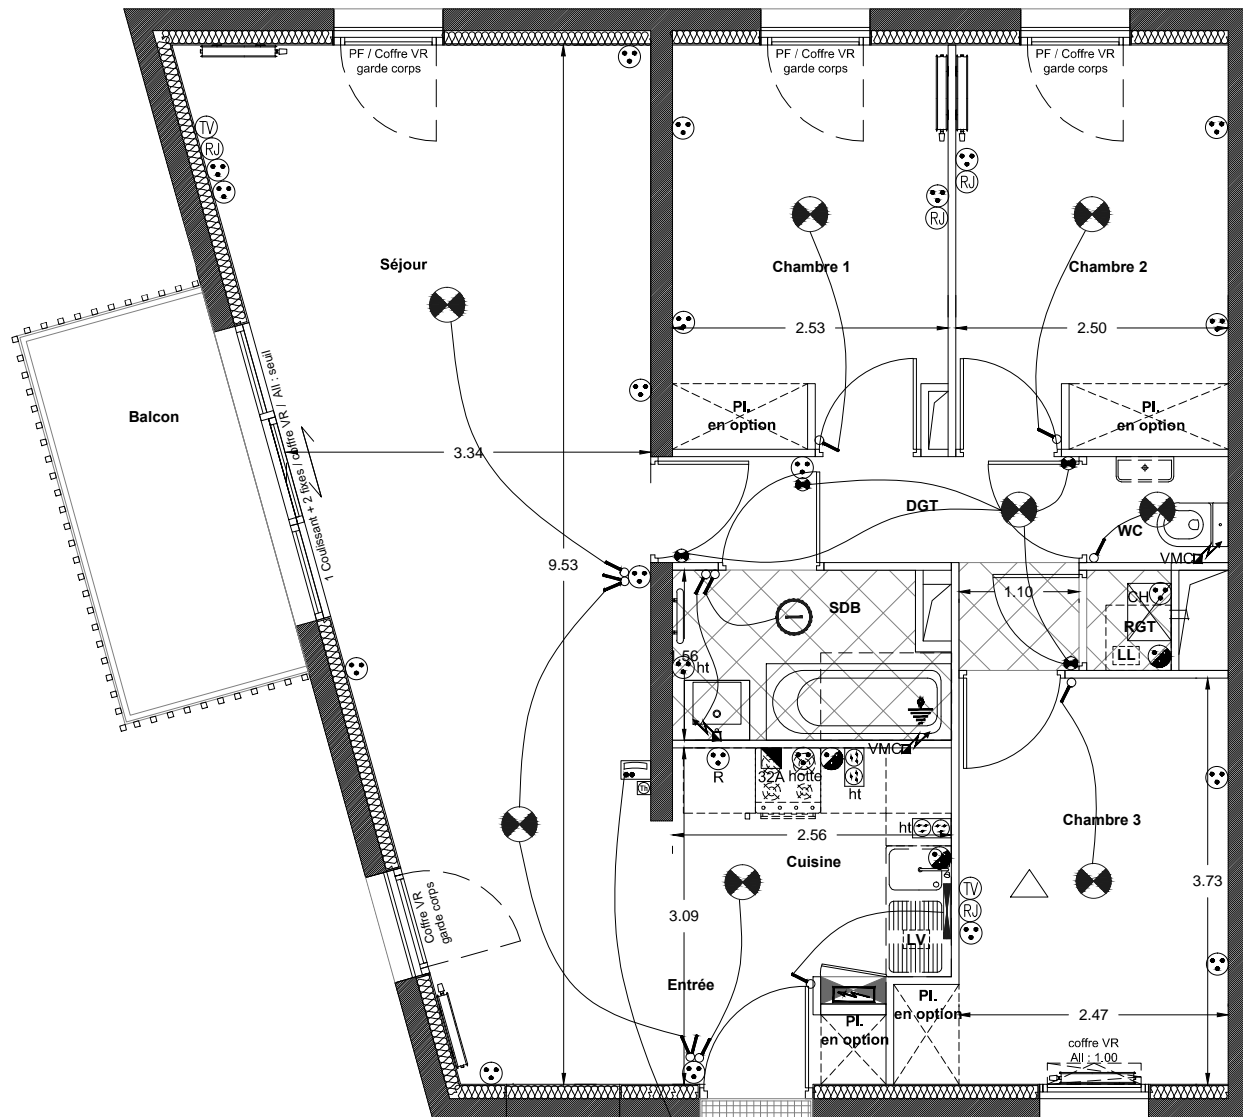 PF / Coffre VR
garde corps
PF / Coffre VR
garde corps
PF / Coffre VR
garde corps
TV
RJ
RJ
RJ
Séjour
Chambre 1
Chambre 2
2.53
2.50
Balcon
1 Coulissant + 2 fixes / coffre VR / All : seuil
Pl.
en option
Pl.
en option
3.34
DGT
WC
VMC
9.53
SDB
1.10
CH
RGT
LL
1.56
ht
VMC
R
32A
hotte
ht
Th
ht
2.56
Cuisine
Chambre 3
3.73
TV
RJ
3.09
LV
Coffre VR
garde corps
Entrée
Pl.
en option
Pl.
en option
2.47
coffre VR
All : 1.00